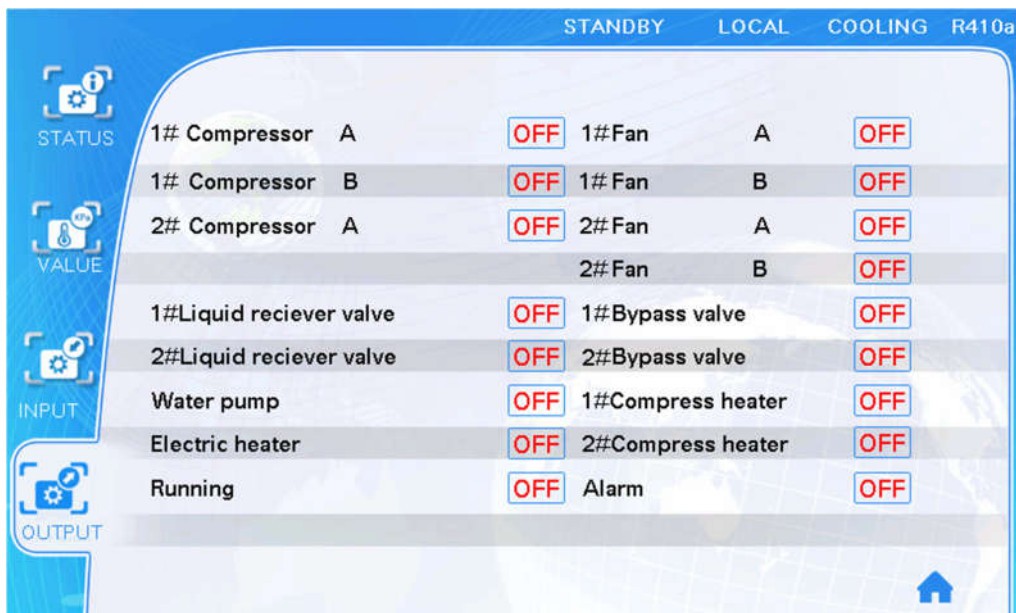 STANDBY LOCAL COOLING R410a
STATUS
VALUE
KPa
INPUT
OUTPUT
1# Compressor A OFF 1#Fan A OFF
1# Compressor B OFF 1#Fan B OFF
2# Compressor A OFF 2#Fan A OFF
2#Fan B OFF
1#Liquid reciever valve OFF 1#Bypass valve OFF
2#Liquid reciever valve OFF 2#Bypass valve OFF
Water pump OFF 1#Compress heater OFF
Electric heater OFF 2#Compress heater OFF
Running OFF Alarm OFF